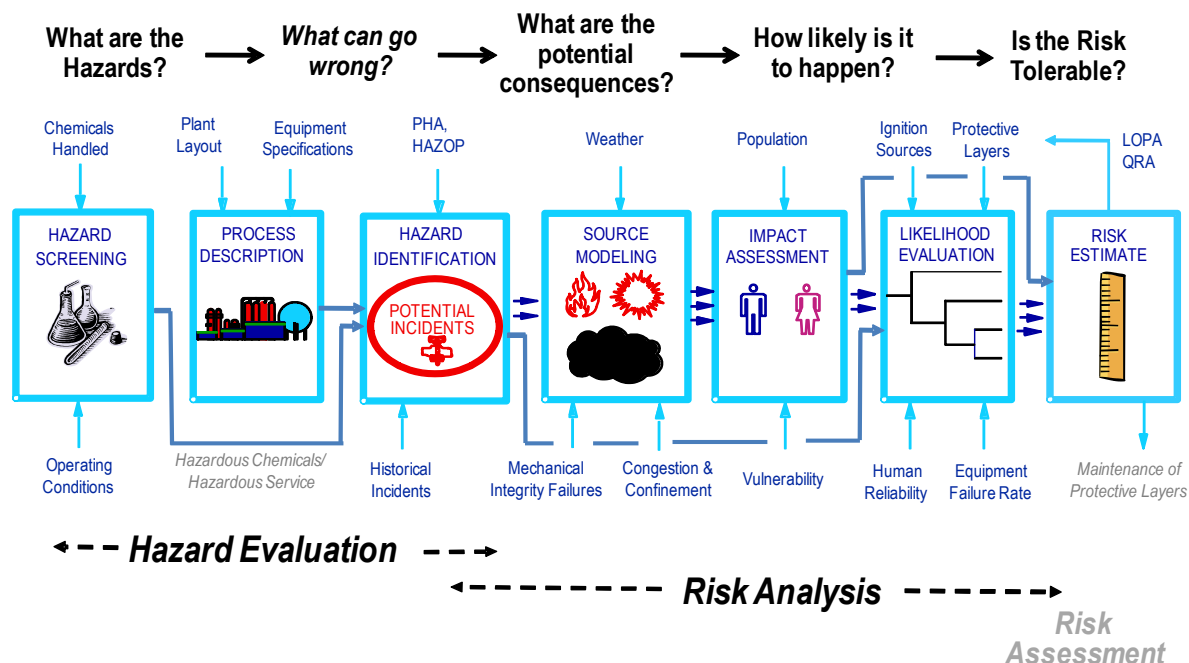 What are the
Hazards?
What can go
wrong?
What are the
potential
consequences?
How likely is it
to happen?
Is the Risk
Tolerable?
Chemicals
Handled
Plant
Layout
Equipment
Specifications
PHA,
HAZOP
Weather
Population
Ignition
Sources
Protective
Layers
LOPA
QRA
HAZARD
SCREENING
PROCESS
DESCRIPTION
HAZARD
IDENTIFICATION
POTENTIAL
INCIDENTS
SOURCE
MODELING
IMPACT
ASSESSMENT
LIKELIHOOD
EVALUATION
RISK
ESTIMATE
Operating
Conditions
Hazardous Chemicals/
Hazardous Service
Historical
Incidents
Mechanical
Integrity Failures
Congestion &
Confinement
Vulnerability
Human
Reliability
Equipment
Failure Rate
Maintenance of
Protective Layers
Hazard Evaluation
Risk Analysis
Risk
Assessment